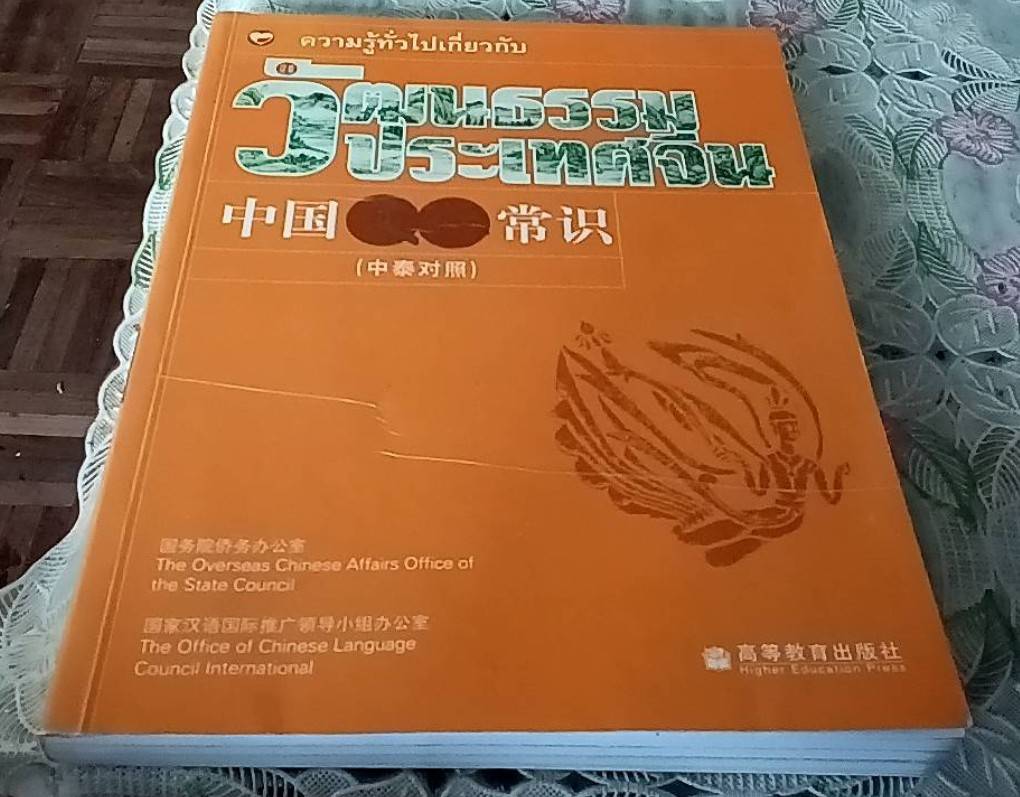 ความรู้ทั่วไปเกี่ยวกับ
วัฒนธรรม
ประเทศจีน
中国 常识
(中泰对照)
国务院侨务办公室
The Overseas Chinese Affairs Office of
the State Council
国家汉语国际推广领导小组办公室
The Office of Chinese Language
Council International
高等教育出版社
Higher Education Press